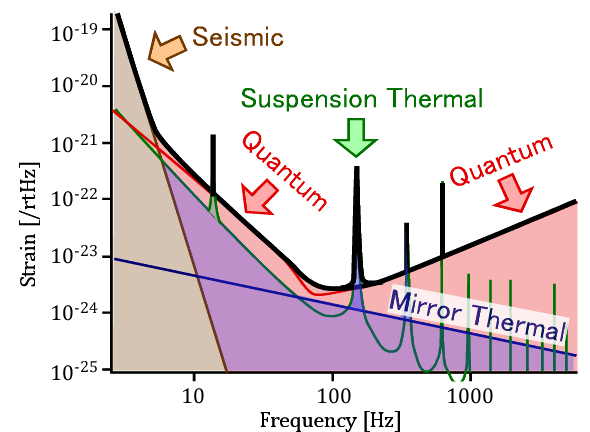 10-19
Seismic
10-20
Suspension Thermal
10-21
Quantum
Quantum
10-22
Strain [/rtHz]
10-23
10-24
Mirror Thermal
10-25
10
100
1000
Frequency [Hz]